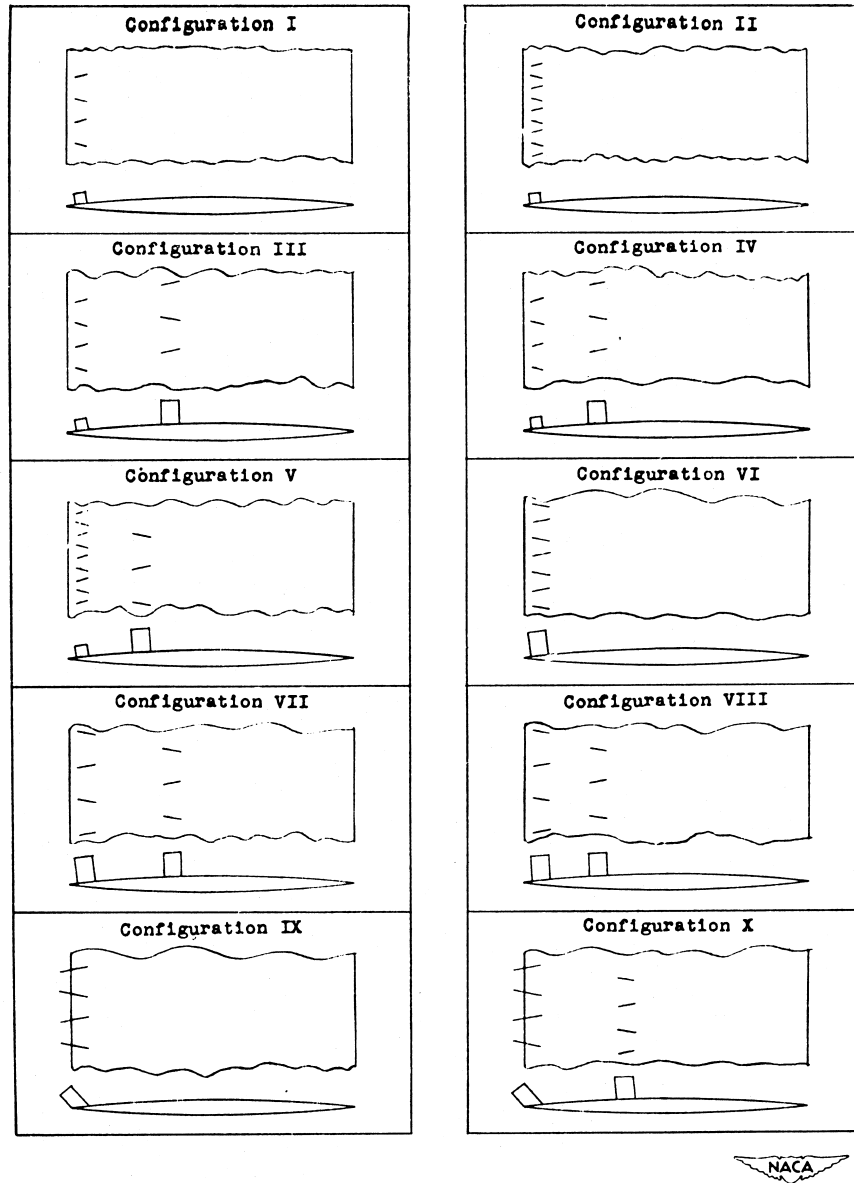 Configuration I
Configuration II
Configuration III
Configuration IV
Configuration V
Configuration VI
Configuration VII
Configuration VIII
Configuration IX
Configuration X
NACA